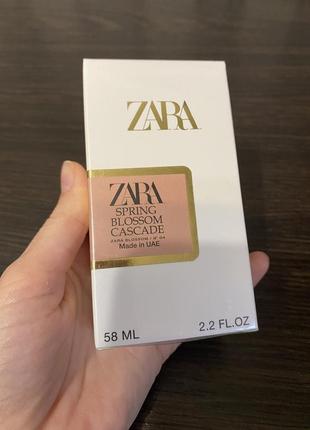 ZARA
ZARA
SPRING
BLOSSOM
CASCADE
ZARA BLOSSOM / Nº 04
Made in UAE
58 ML
2.2 FL.OZ